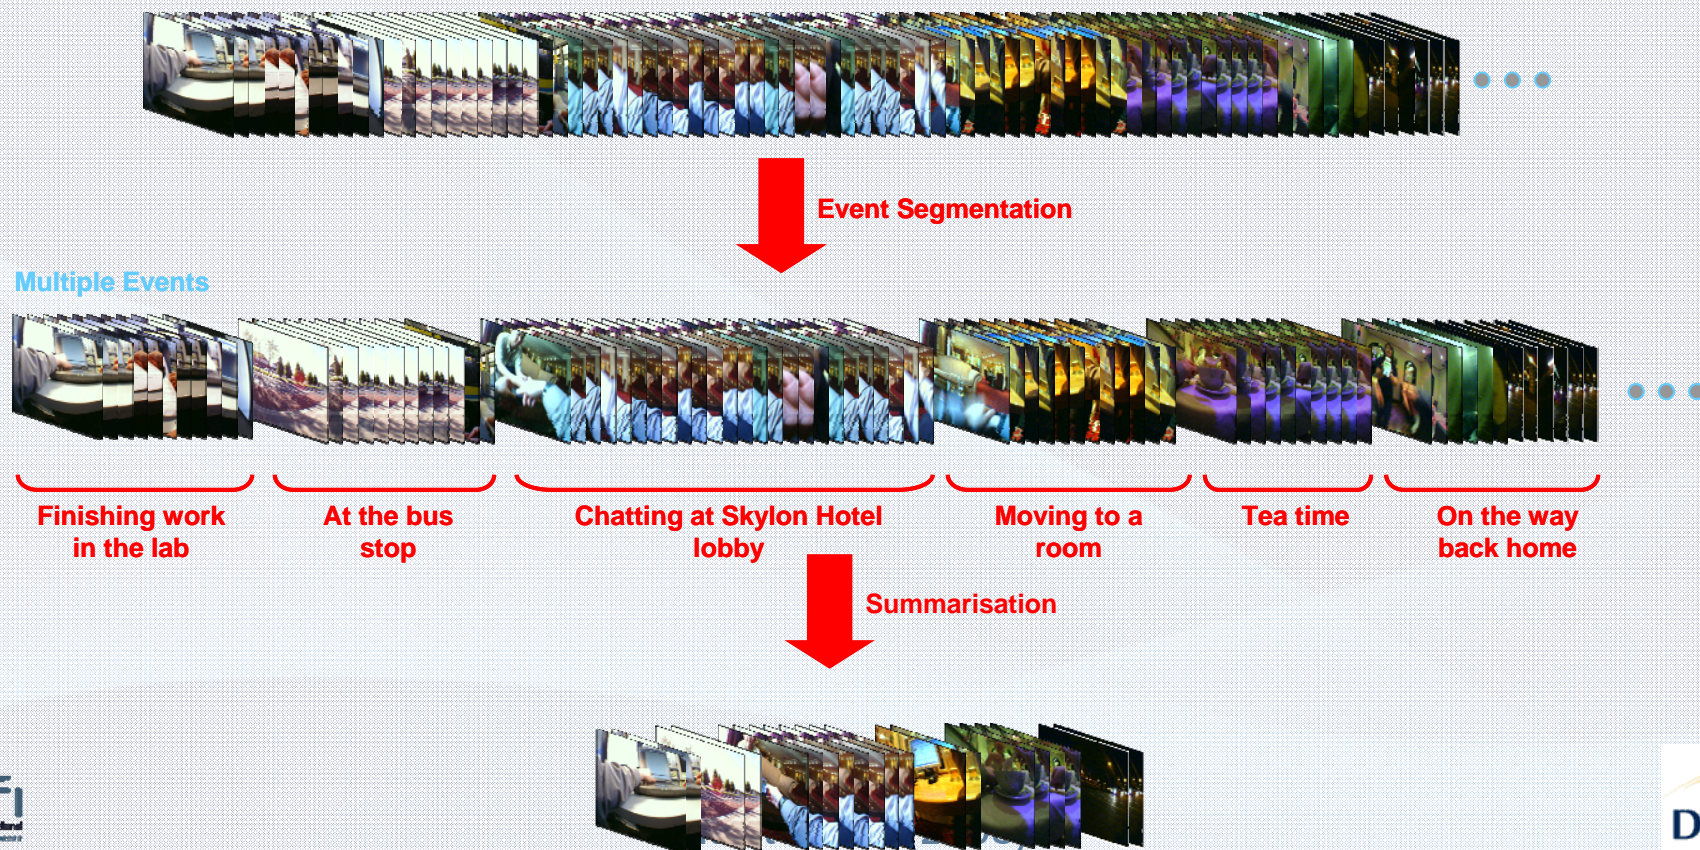 Event Segmentation
Multiple Events
Finishing work
in the lab
At the bus
stop
Chatting at Skylon Hotel
lobby
Moving to a
room
Tea time
On the way
back home
Summarisation
D